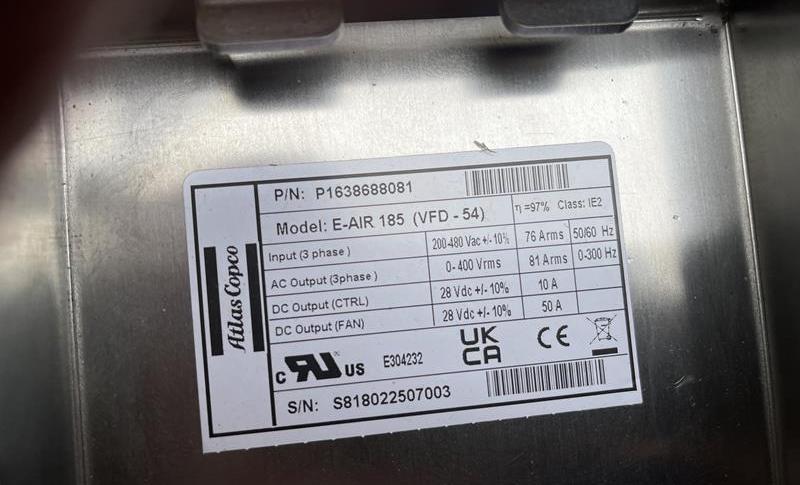 Atlas Copco
P/N: P1638688081
Model: E-AIR 185 (VFD - 54) η =97% Class: IE2
Input (3 phase ) 200-480 Vac +/- 10% 76 Arms 50/60 Hz
AC Output (3phase ) 0- 400 Vrms 81 Arms 0-300 Hz
DC Output (CTRL) 28 Vdc +/- 10% 10 A
DC Output (FAN) 28 Vdc +/- 10% 50 A
c RU US E304232 UK CA CE
S/N: S818022507003